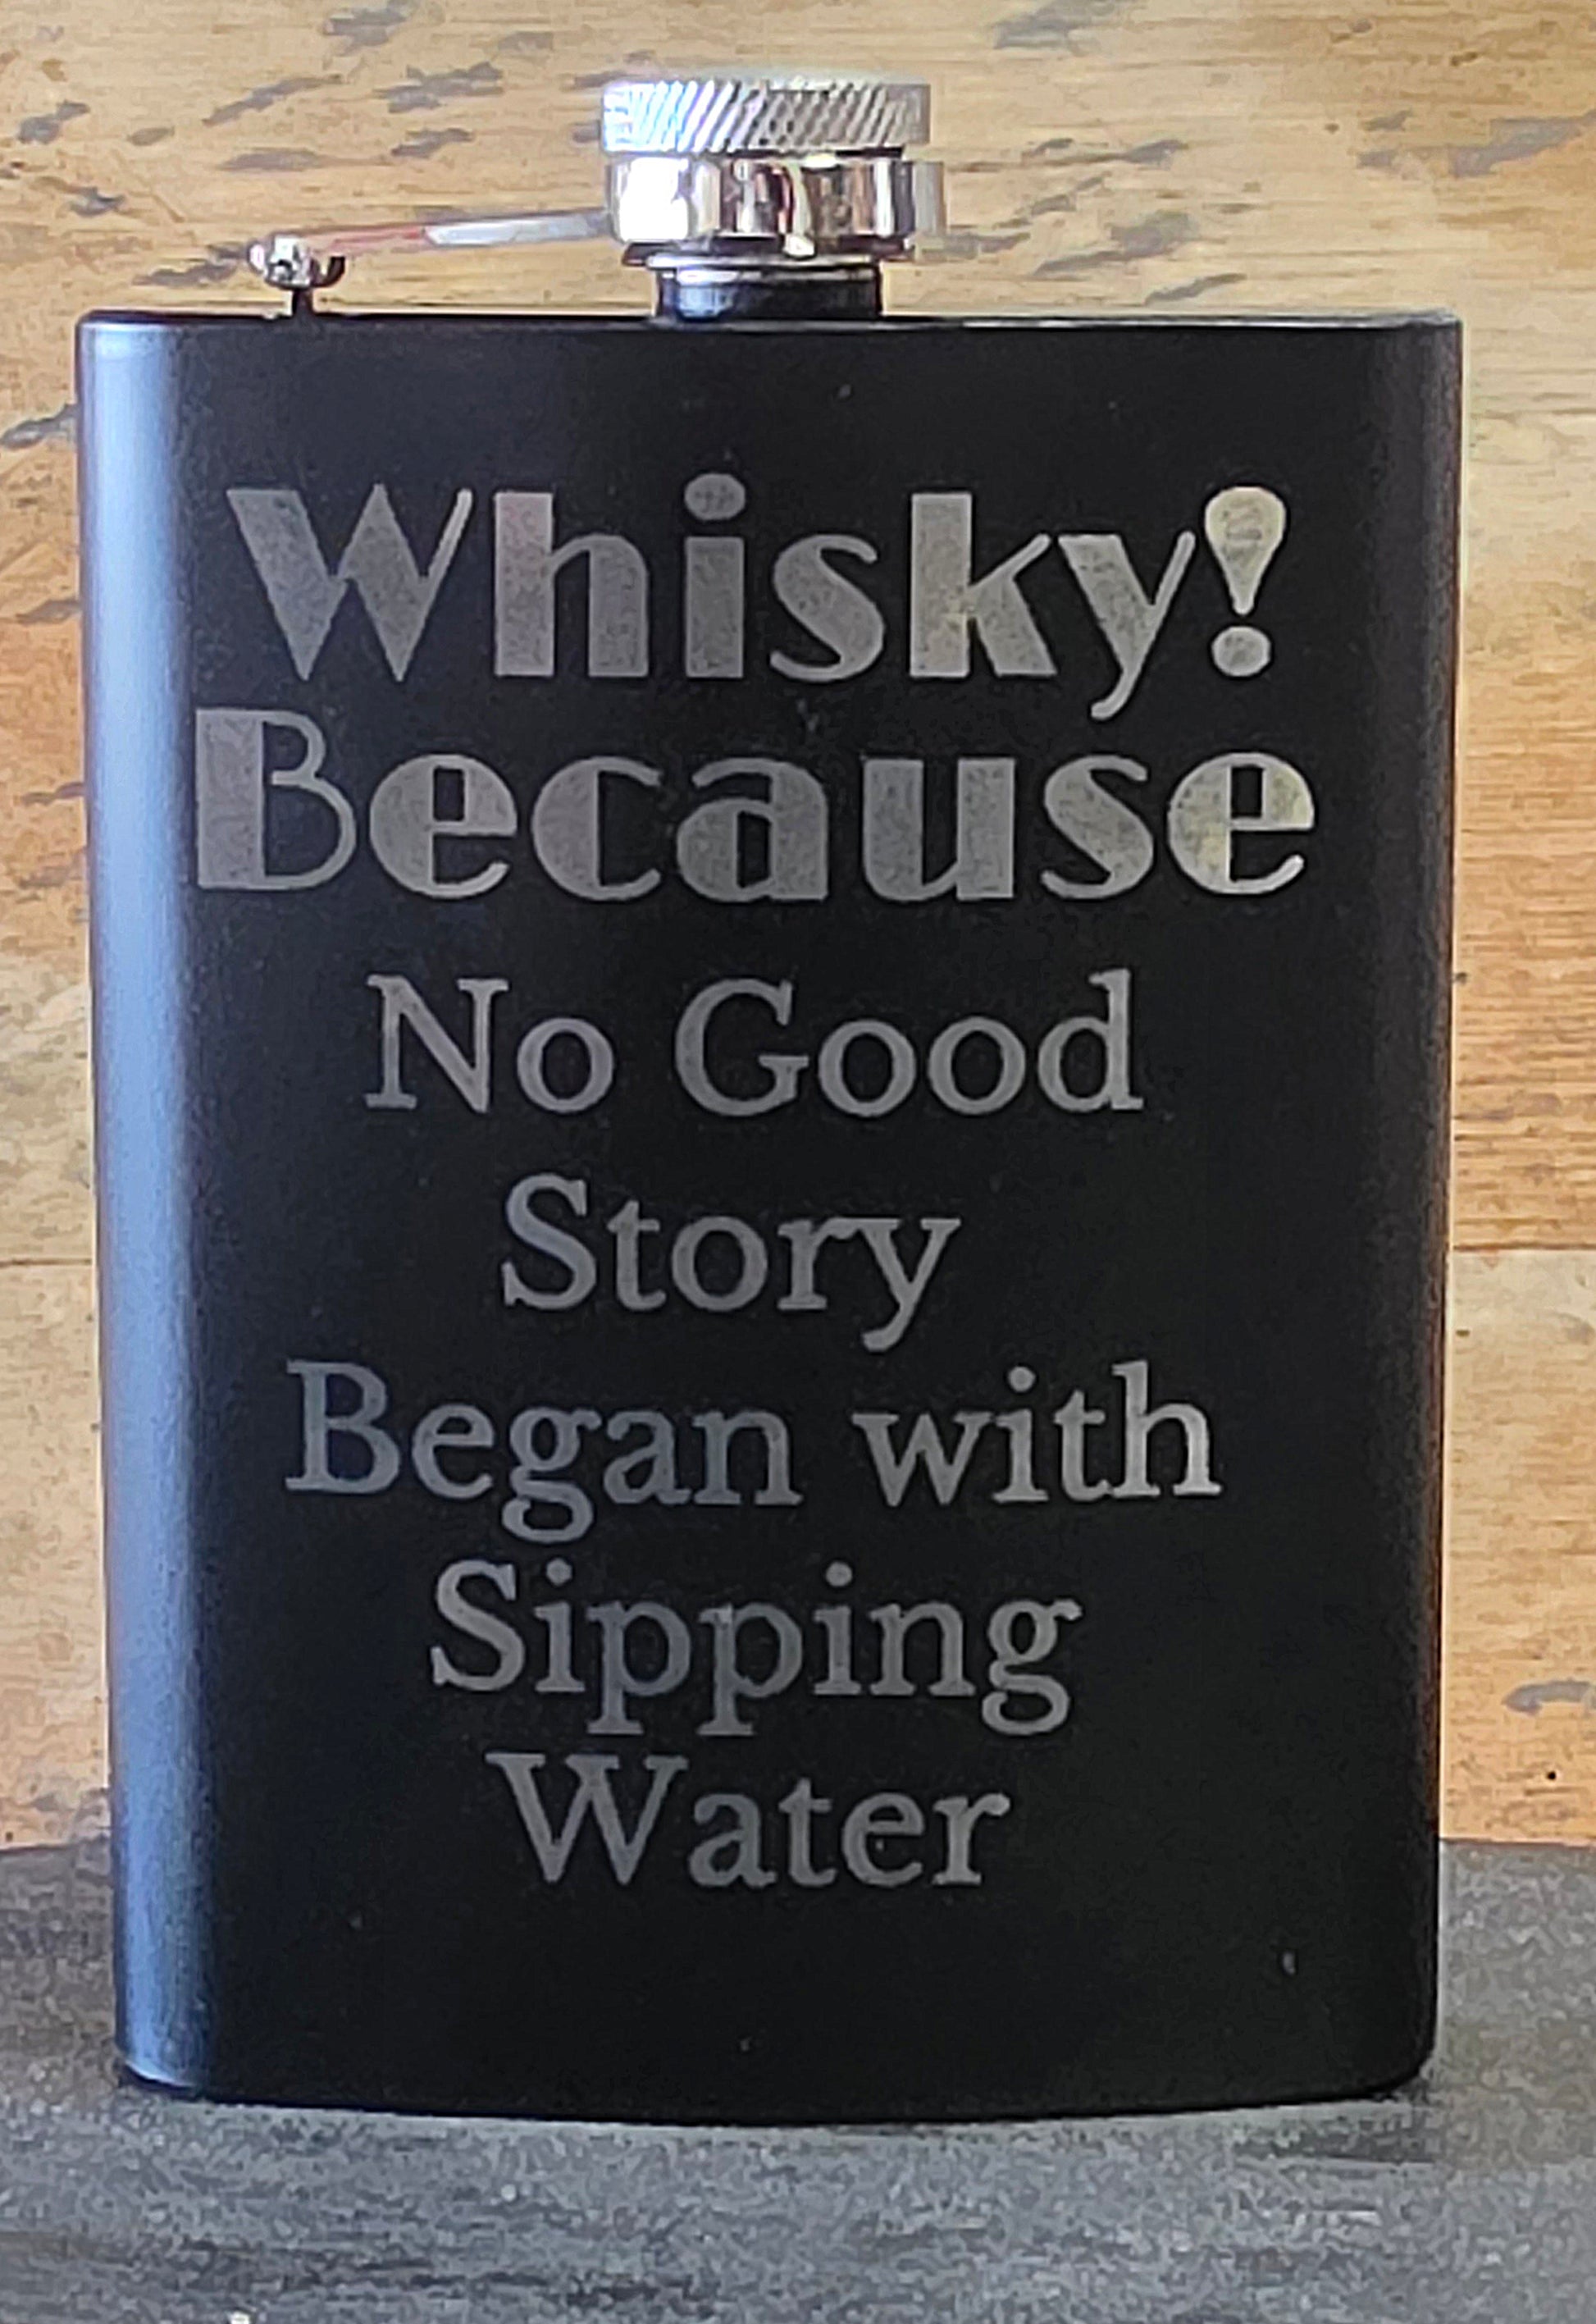 Whisky!
Because
No Good
Story
Began with
Sipping
Water